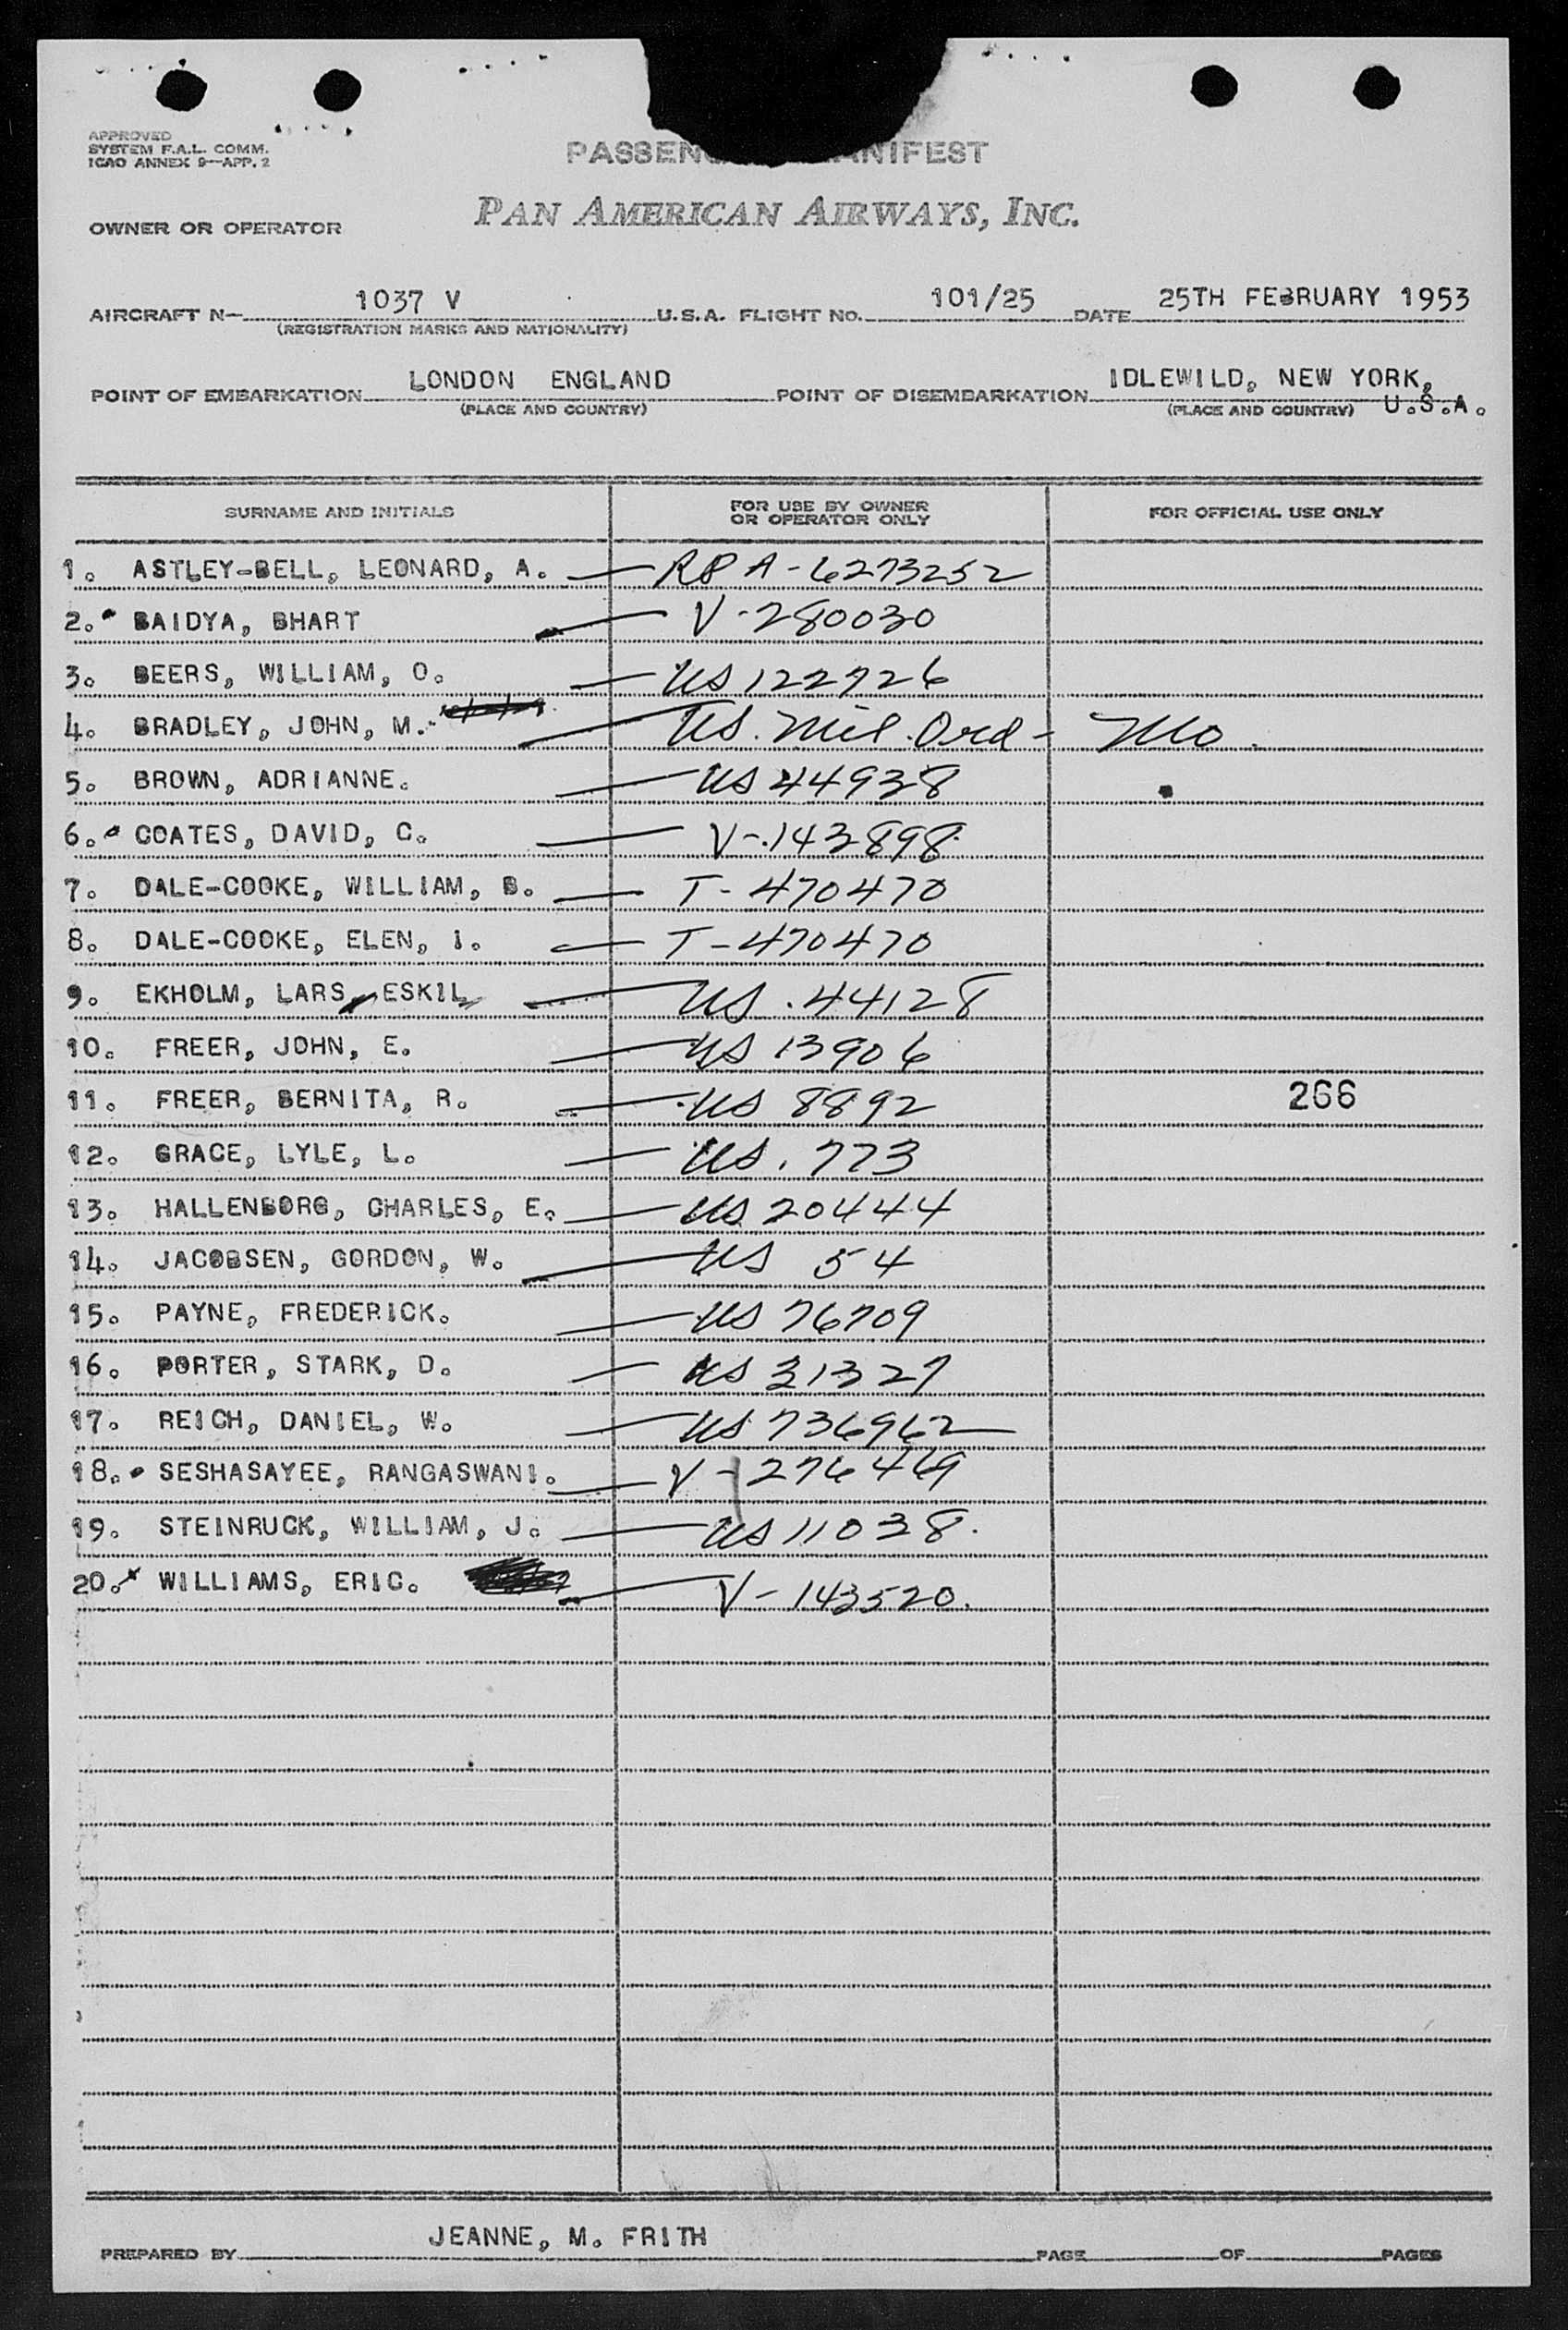 APPROVED
SYSTEM F.A.L. COMM.
ICAO ANNEX 9—APP. 2
PASSEN ANIFEST
OWNER OR OPERATOR PAN AMERICAN AIRWAYS, INC.
AIRCRAFT N— 1037 V U.S.A. FLIGHT NO. 101/25 DATE 25TH FEBRUARY 1953
(REGISTRATION MARKS AND NATIONALITY)
POINT OF EMBARKATION LONDON ENGLAND POINT OF DISEMBARKATION IDLEWILD, NEW YORK,
(PLACE AND COUNTRY) (PLACE AND COUNTRY) U.S.A.
SURNAME AND INITIALS FOR USE BY OWNER OR OPERATOR ONLY FOR OFFICIAL USE ONLY
1. ASTLEY-BELL, LEONARD, A. — RP A-6273252
2. BAIDYA, BHART — V-280030
3. BEERS, WILLIAM, O. — US 122726
4. BRADLEY, JOHN, M. — US. Mil. Ord - Mo.
5. BROWN, ADRIANNE. — US 44938
6. COATES, DAVID, C. — V-143898
7. DALE-COOKE, WILLIAM, B. — T-470470
8. DALE-COOKE, ELEN, I. — T-470470
9. EKHOLM, LARS, ESKIL — US. 44128
10. FREER, JOHN, E. — US 13906
11. FREER, BERNITA, R. — US 8892 266
12. GRACE, LYLE, L. — US. 773
13. HALLENBORG, CHARLES, E. — US 20444
14. JACOBSEN, GORDON, W. — US 54
15. PAYNE, FREDERICK. — US 76709
16. PORTER, STARK, D. — US 31327
17. REICH, DANIEL, W. — US 736962
18. SESHASAYEE, RANGASWANI. — V-276469
19. STEINRUCK, WILLIAM, J. — US 11038.
20. WILLIAMS, ERIC. — V-143520.
PREPARED BY JEANNE, M. FRITH PAGE OF PAGES